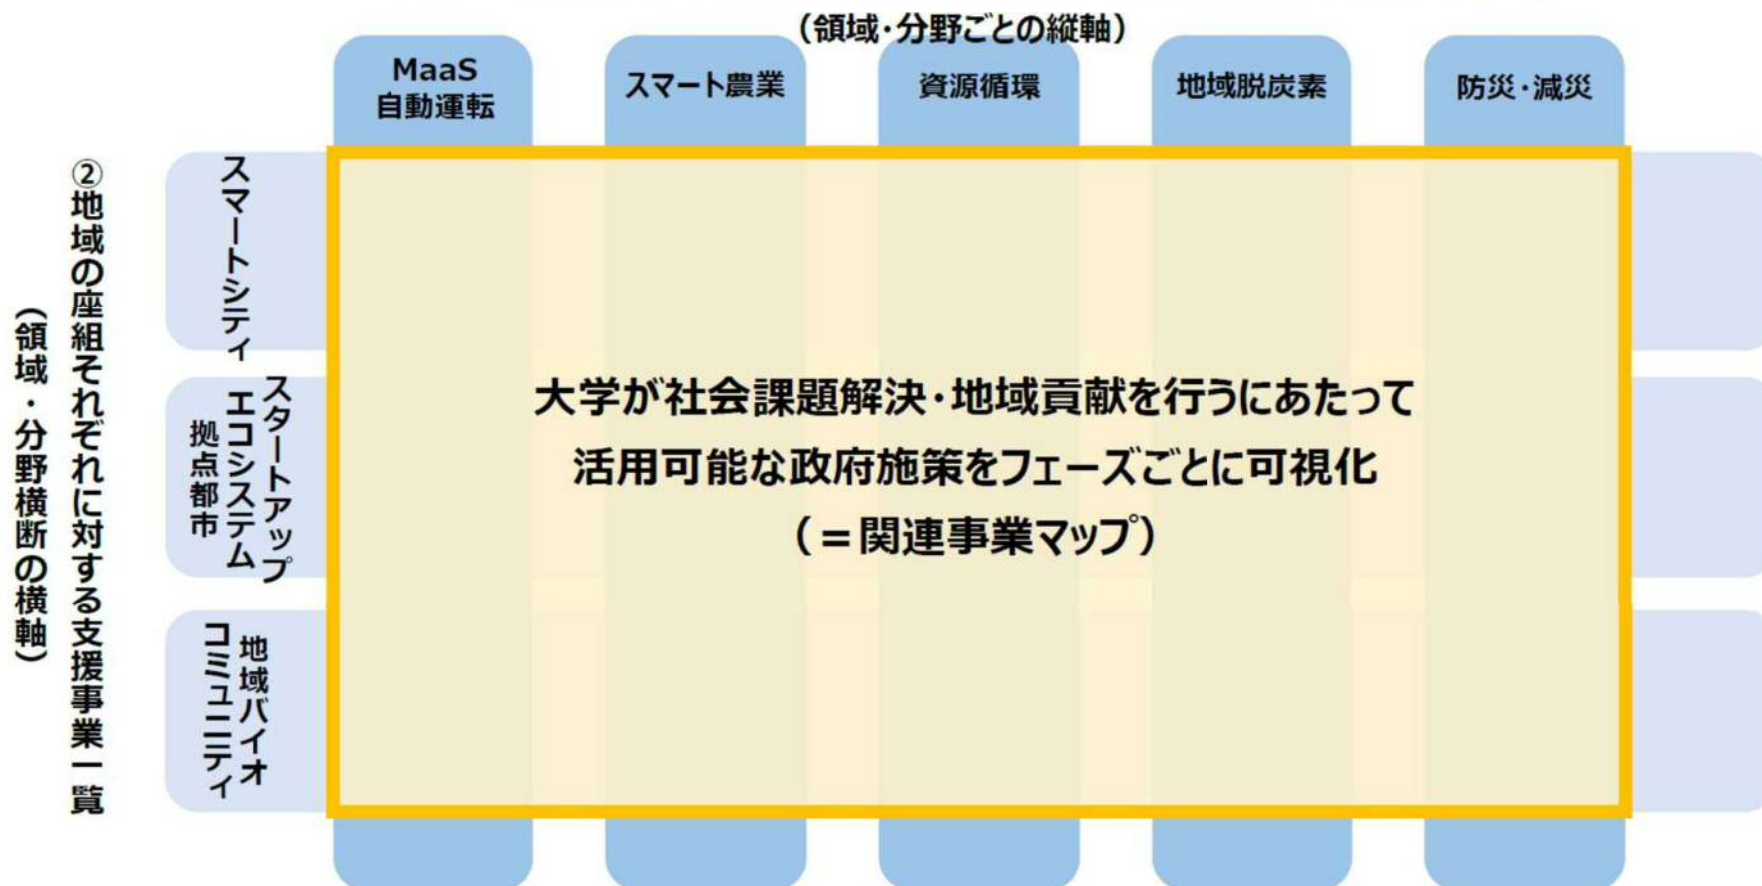 (領域・分野ごとの縦軸)
MaaS
自動運転
スマート農業
資源循環
地域脱炭素
防災・減災
②地域の座組それぞれに対する支援事業一覧
(領域・分野横断の横軸)
スマートシティ
スタートアップ
エコシステム
拠点都市
地域バイオ
コミュニティ
大学が社会課題解決・地域貢献を行うにあたって
活用可能な政府施策をフェーズごとに可視化
(=関連事業マップ)